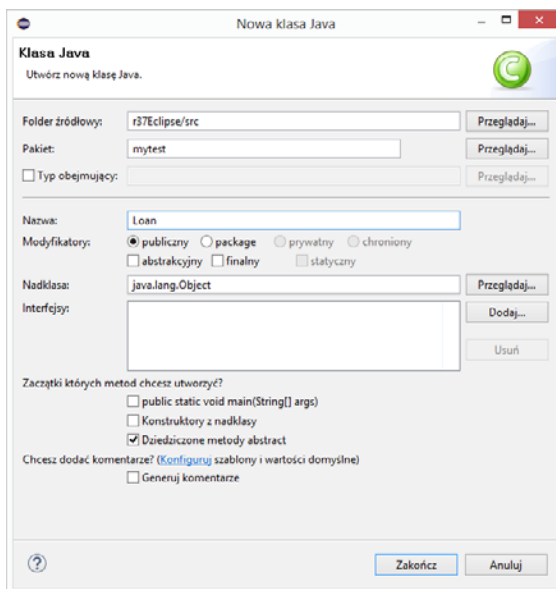 Nowa klasa Java
Klasa Java
Utwórz nową klasę Java.
Folder źródłowy: r37Eclipse/src Przeglądaj...
Pakiet: mytest Przeglądaj...
Typ obejmujący: Przeglądaj...
Nazwa: Loan
Modyfikatory: publiczny package prywatny chroniony
abstrakcyjny finalny statyczny
Nadklasa: java.lang.Object Przeglądaj...
Interfejsy: Dodaj...
Usuń
Zaczątki których metod chcesz utworzyć?
public static void main(String[] args)
Konstruktory z nadklasy
Dziedziczone metody abstract
Chcesz dodać komentarze? (Konfiguruj szablony i wartości domyślne)
Generuj komentarze
Zakończ Anuluj